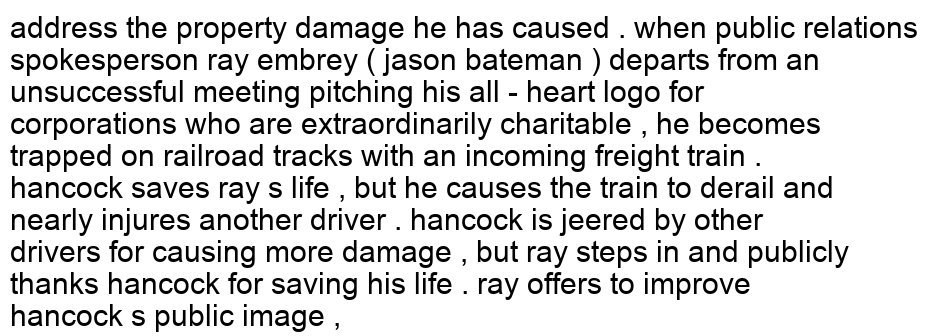 address the property damage he has caused . when public relations
spokesperson ray embrey ( jason bateman ) departs from an
unsuccessful meeting pitching his all - heart logo for
corporations who are extraordinarily charitable , he becomes
trapped on railroad tracks with an incoming freight train .
hancock saves ray s life , but he causes the train to derail and
nearly injures another driver . hancock is jeered by other
drivers for causing more damage , but ray steps in and publicly
thanks hancock for saving his life . ray offers to improve
hancock s public image ,